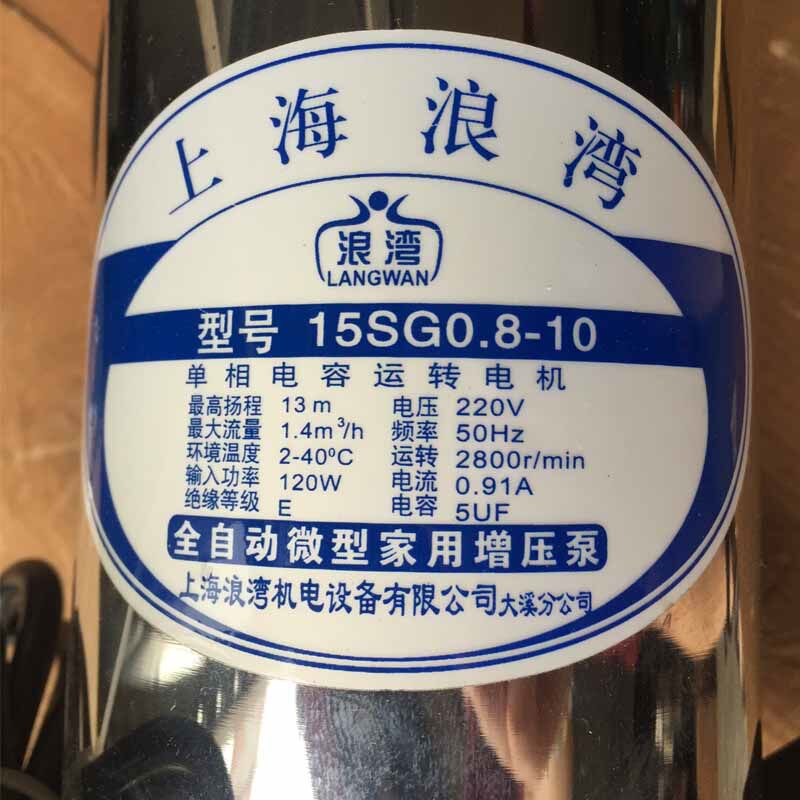 上海浪湾
浪湾
LANGWAN
型号 15SG0.8-10
单相电容运转电机
最高扬程 13m 电压 220V
最大流量 1.4m³/h 频率 50Hz
环境温度 2-40⁰C 运转 2800r/min
输入功率 120W 电流 0.91A
绝缘等级 E 电容 5UF
全自动微型家用增压泵
上海浪湾机电设备有限公司大溪分公司